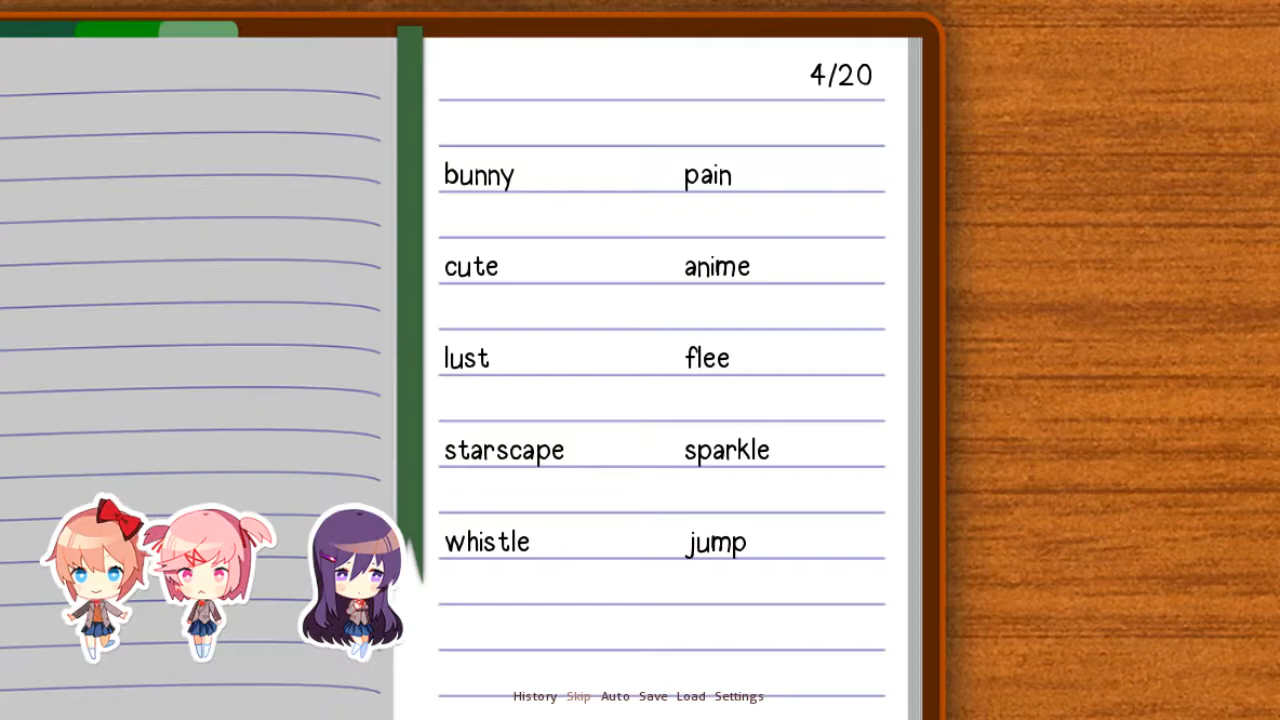 4/20
bunny pain
cute anime
lust flee
starscape sparkle
whistle jump
History Skip Auto Save Load Settings